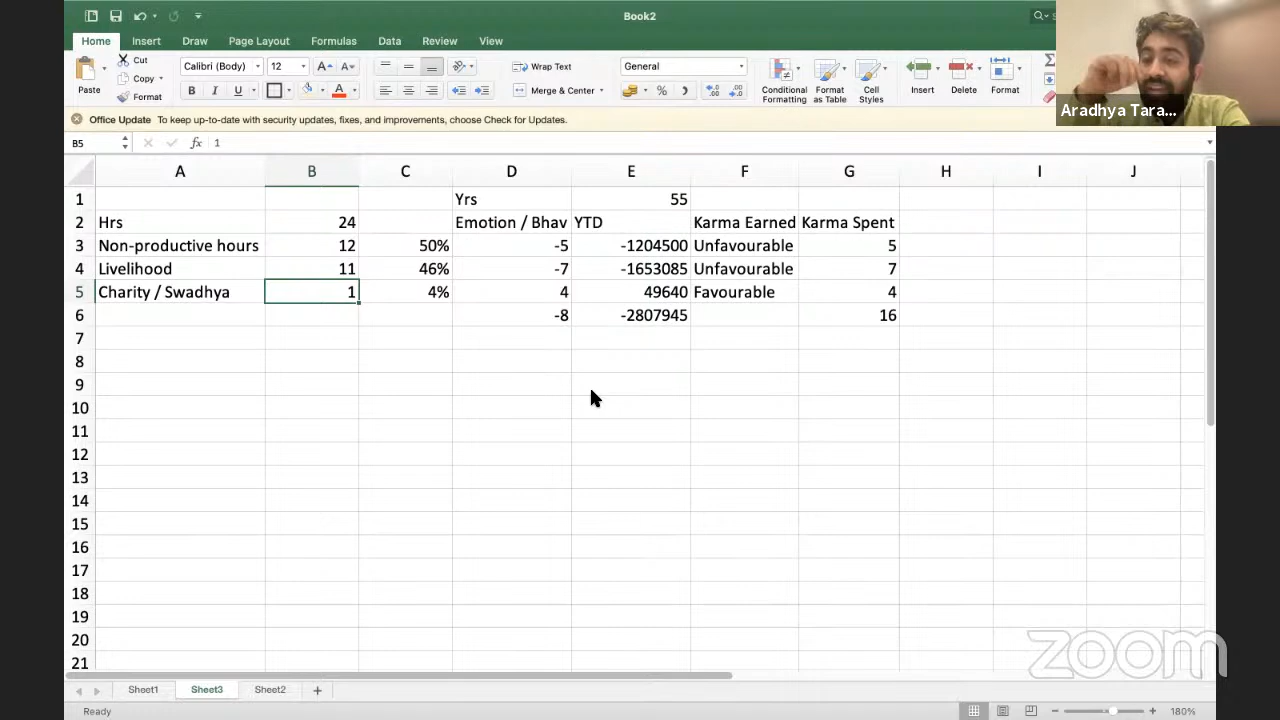 Book2
Home Insert Draw Page Layout Formulas Data Review View
Paste Cut Copy Format Calibri (Body) 12 B I U Wrap Text Merge & Center General Conditional Formatting Format as Table Cell Styles Insert Delete Format
Aradhya Tara...
Office Update To keep up-to-date with security updates, fixes, and improvements, choose Check for Updates.
B5 fx 1
A B C D E F G H I J
1 Yrs 55
2 Hrs 24 Emotion / Bhav YTD Karma Earned Karma Spent
3 Non-productive hours 12 50% -5 -1204500 Unfavourable 5
4 Livelihood 11 46% -7 -1653085 Unfavourable 7
5 Charity / Swadhya 1 4% 4 49640 Favourable 4
6 -8 -2807945 16
7
8
9
10
11
12
13
14
15
16
17
18
19
20
21
zoom
Sheet1 Sheet3 Sheet2
Ready 180%